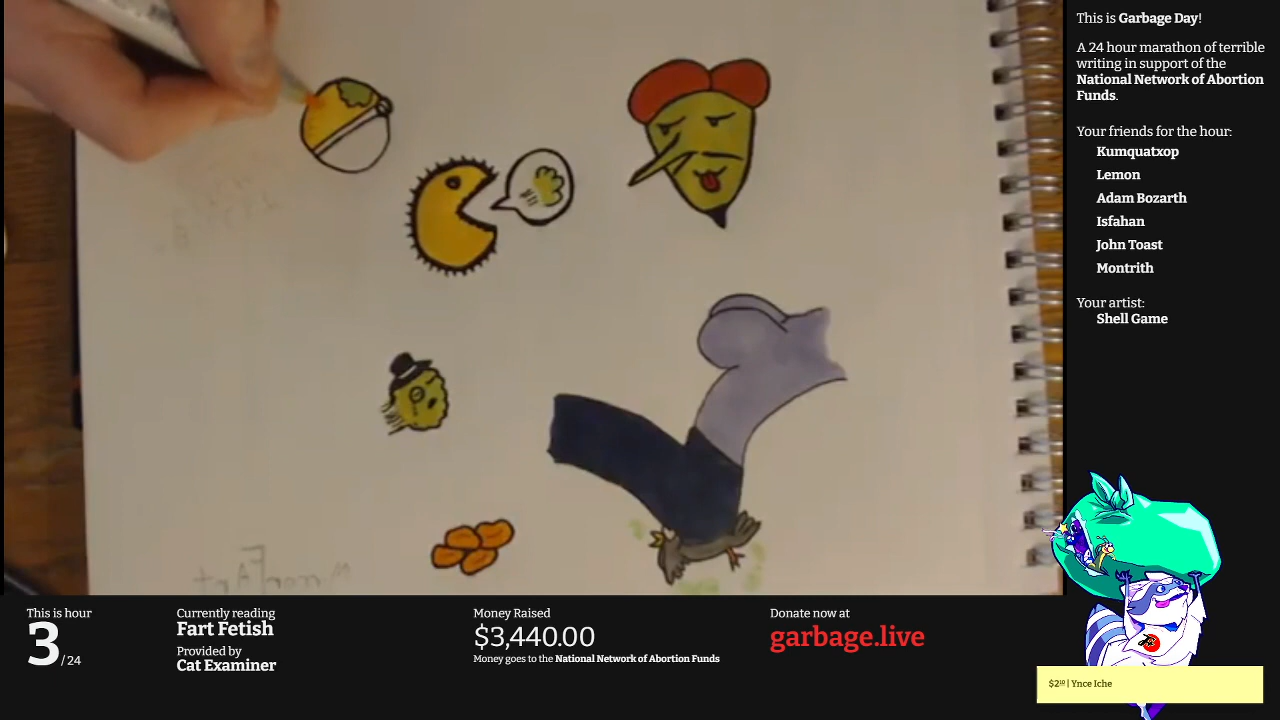 This is Garbage Day!
A 24 hour marathon of terrible
writing in support of the
National Network of Abortion
Funds.
Your friends for the hour:
Kumquatxop
Lemon
Adam Bozarth
Isfahan
John Toast
Montrith
Your artist:
Shell Game
This is hour
3 / 24
Currently reading
Fart Fetish
Provided by
Cat Examiner
Money Raised
$3,440.00
Money goes to the National Network of Abortion Funds
Donate now at
garbage.live
$2¹⁰ | Ynce Iche